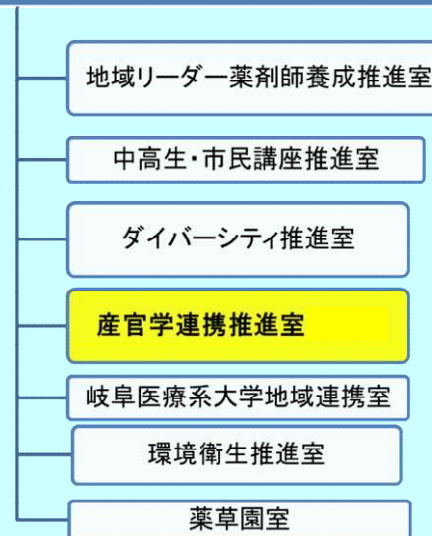 地域リーダー薬剤師養成推進室
中高生・市民講座推進室
ダイバーシティ推進室
産官学連携推進室
岐阜医療系大学地域連携室
環境衛生推進室
薬草園室